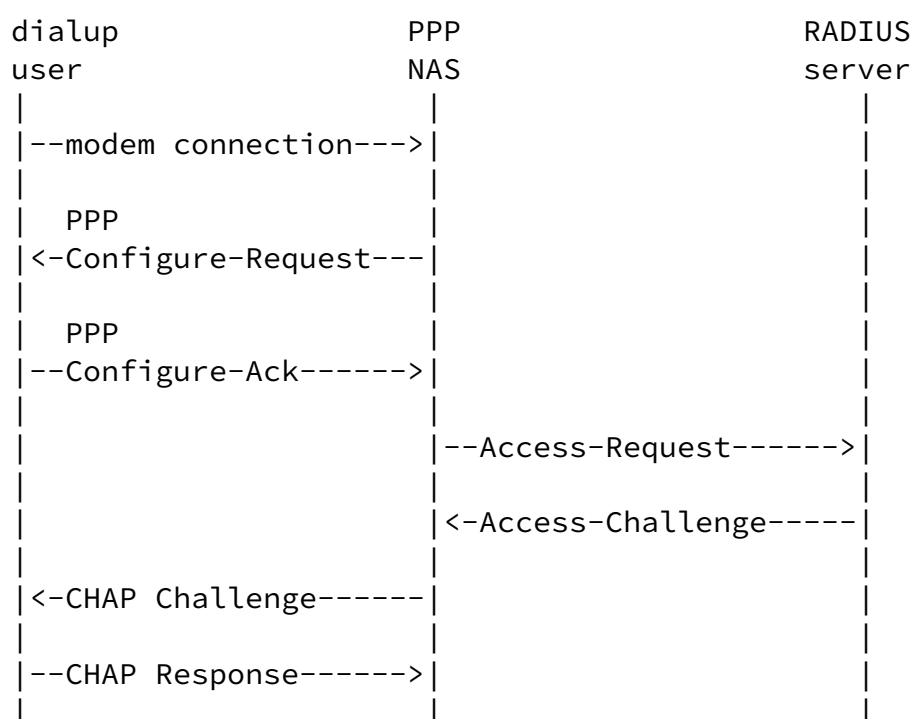 dialup                PPP                   RADIUS
user                  NAS                   server
|                      |                       |
|--modem connection--->|                       |
|                      |                       |
|  PPP                 |                       |
|<-Configure-Request---|                       |
|                      |                       |
|  PPP                 |                       |
|--Configure-Ack------>|                       |
|                      |                       |
|                      |--Access-Request------>|
|                      |                       |
|                      |<-Access-Challenge-----|
|                      |                       |
|<-CHAP Challenge------|                       |
|                      |                       |
|--CHAP Response------>|                       |
|                      |                       |